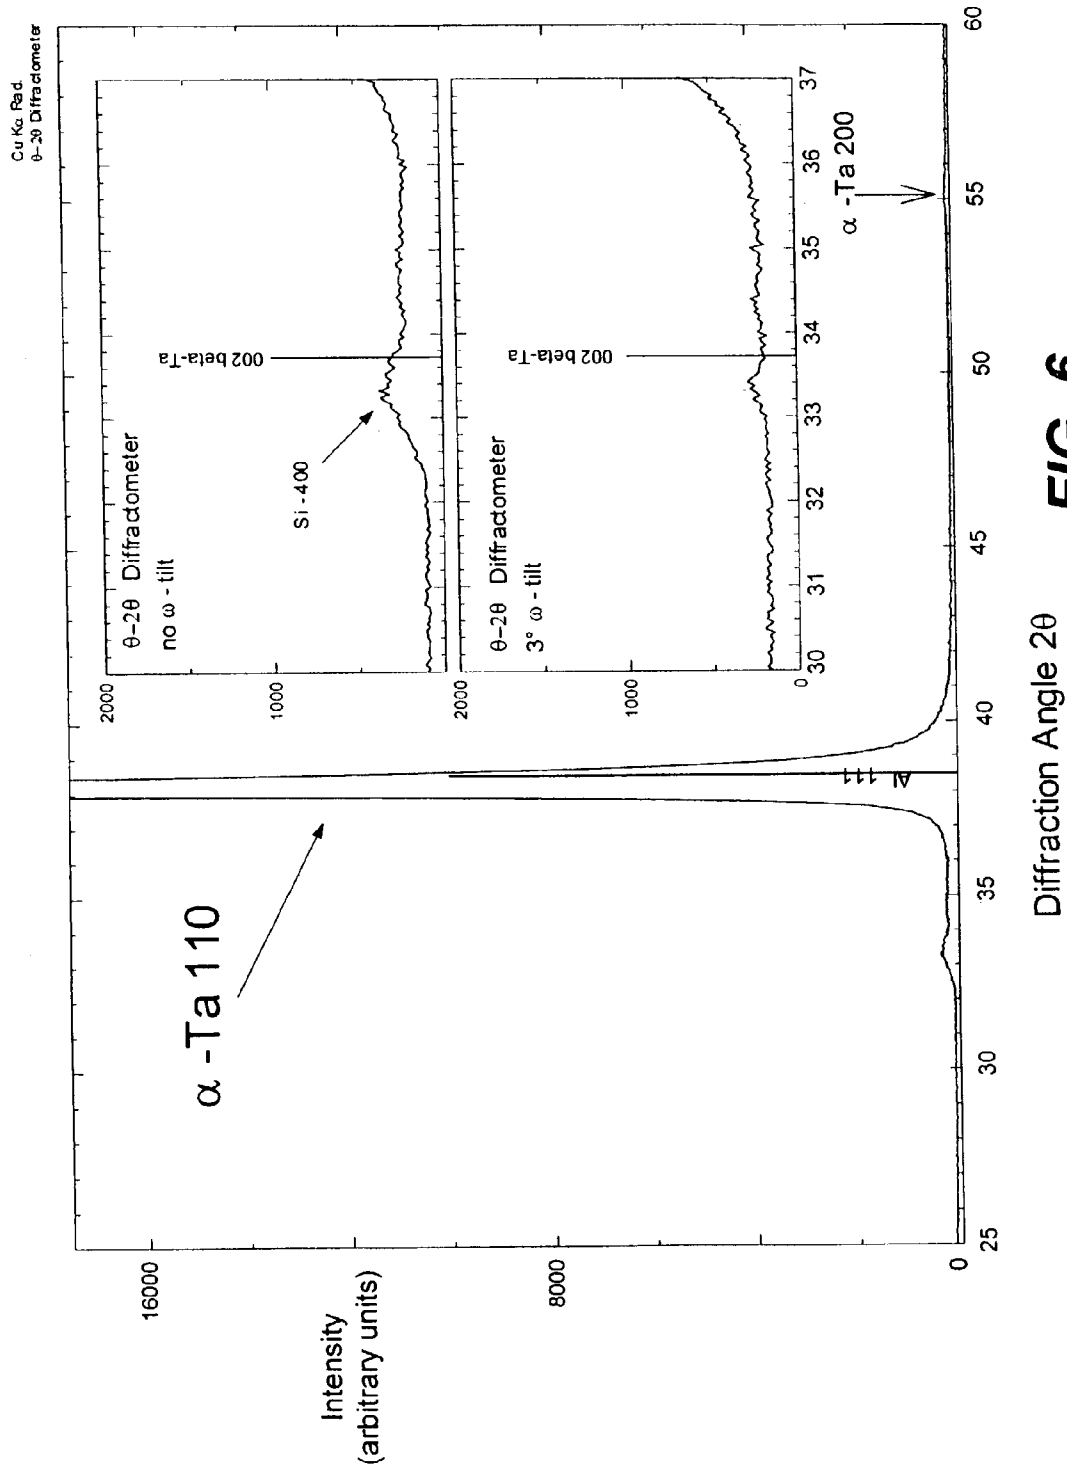 Cu Kα Rad.
θ-2θ Diffractometer
Intensity
(arbitrary units)
16000
8000
0
α -Ta 110
Al 111
2000
1000
θ-2θ Diffractometer
no ω - tilt
Si -400
002 beta-Ta
2000
1000
0
θ-2θ Diffractometer
3° ω - tilt
002 beta-Ta
30 31 32 33 34 35 36 37
α -Ta 200
25 30 35 40 45 50 55 60
Diffraction Angle 2θ
FIG. 6